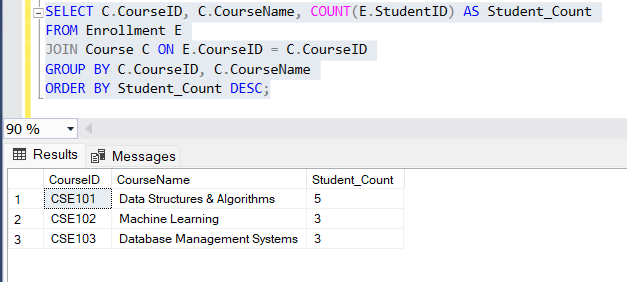 SELECT C.CourseID, C.CourseName, COUNT(E.StudentID) AS Student_Count
FROM Enrollment E
JOIN Course C ON E.CourseID = C.CourseID
GROUP BY C.CourseID, C.CourseName
ORDER BY Student_Count DESC;
90 %
Results Messages
CourseID CourseName Student_Count
1 CSE101 Data Structures & Algorithms 5
2 CSE102 Machine Learning 3
3 CSE103 Database Management Systems 3